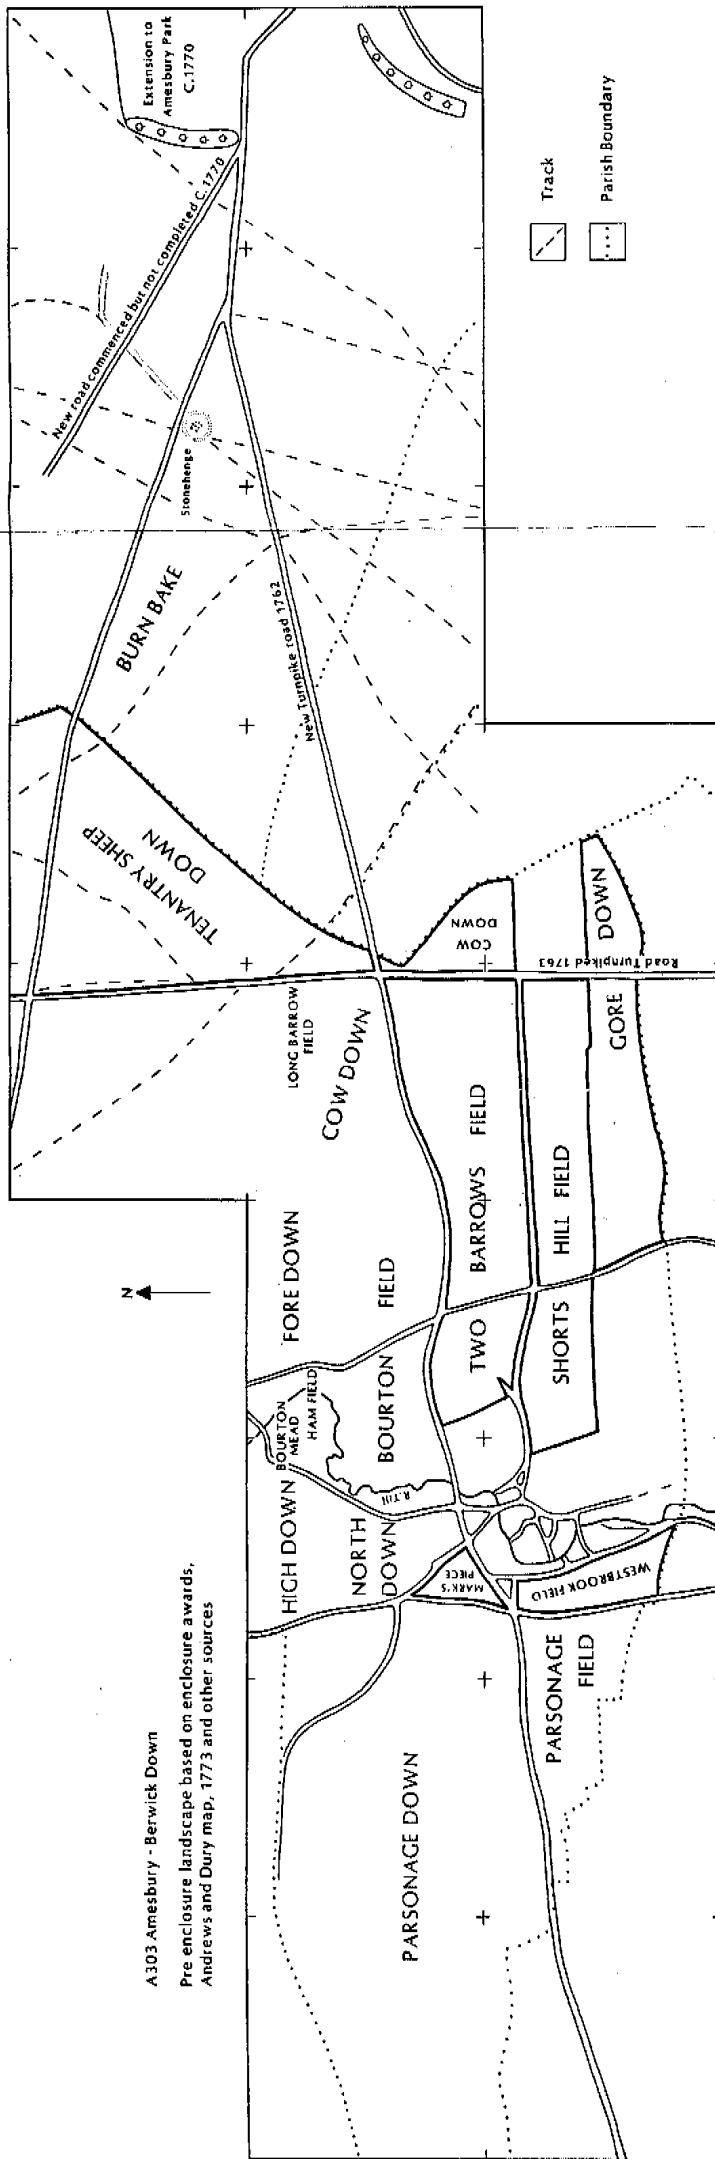 A303 Amesbury - Berwick Down
Pre enclosure landscape based on enclosure awards,
Andrews and Dury map, 1773 and other sources
N
PARSONAGE DOWN
PARSONAGE
FIELD
HIGH DOWN
NORTH
DOWN
MARK'S
PIECE
WESTBROOK FIELD
BOURTON
MEAD
HAM FIELD
R.Till
FORE DOWN
BOURTON
FIELD
TWO
BARROWS
FIELD
SHORTS
HILL
FIELD
LONG BARROW
FIELD
COW DOWN
GORE
DOWN
Road Turnpiked 1763
COW
DOWN
TENANTRY SHEEP
DOWN
BURN BAKE
New Turnpike road 1762
Stonehenge
New road commenced but not completed C.1770
Extension to
Amesbury Park
C.1770
Track
Parish Boundary